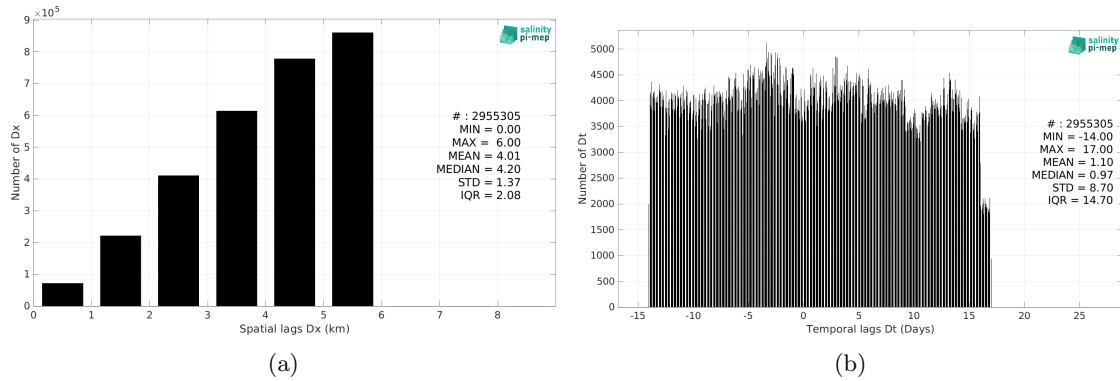 ×10⁵
9
8
7
6
5
4
3
2
1
0
0 1 2 3 4 5 6 7 8
Number of Dx
Spatial lags Dx (km)
salinity
pi-mep
# : 2955305
MIN = 0.00
MAX = 6.00
MEAN = 4.01
MEDIAN = 4.20
STD = 1.37
IQR = 2.08
(a)
5000
4500
4000
3500
3000
2500
2000
1500
1000
500
0
-15 -10 -5 0 5 10 15 20 25
Number of Dt
Temporal lags Dt (Days)
salinity
pi-mep
# : 2955305
MIN = -14.00
MAX = 17.00
MEAN = 1.10
MEDIAN = 0.97
STD = 8.70
IQR = 14.70
(b)